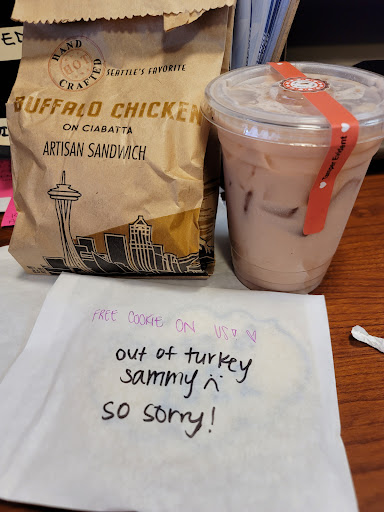 HAND
CRAFTED
SEATTLE'S FAVORITE
BUFFALO CHICKEN
ON CIABATTA
ARTISAN SANDWICH
FREE COOKIE ON US
out of turkey
sammy
so sorry!